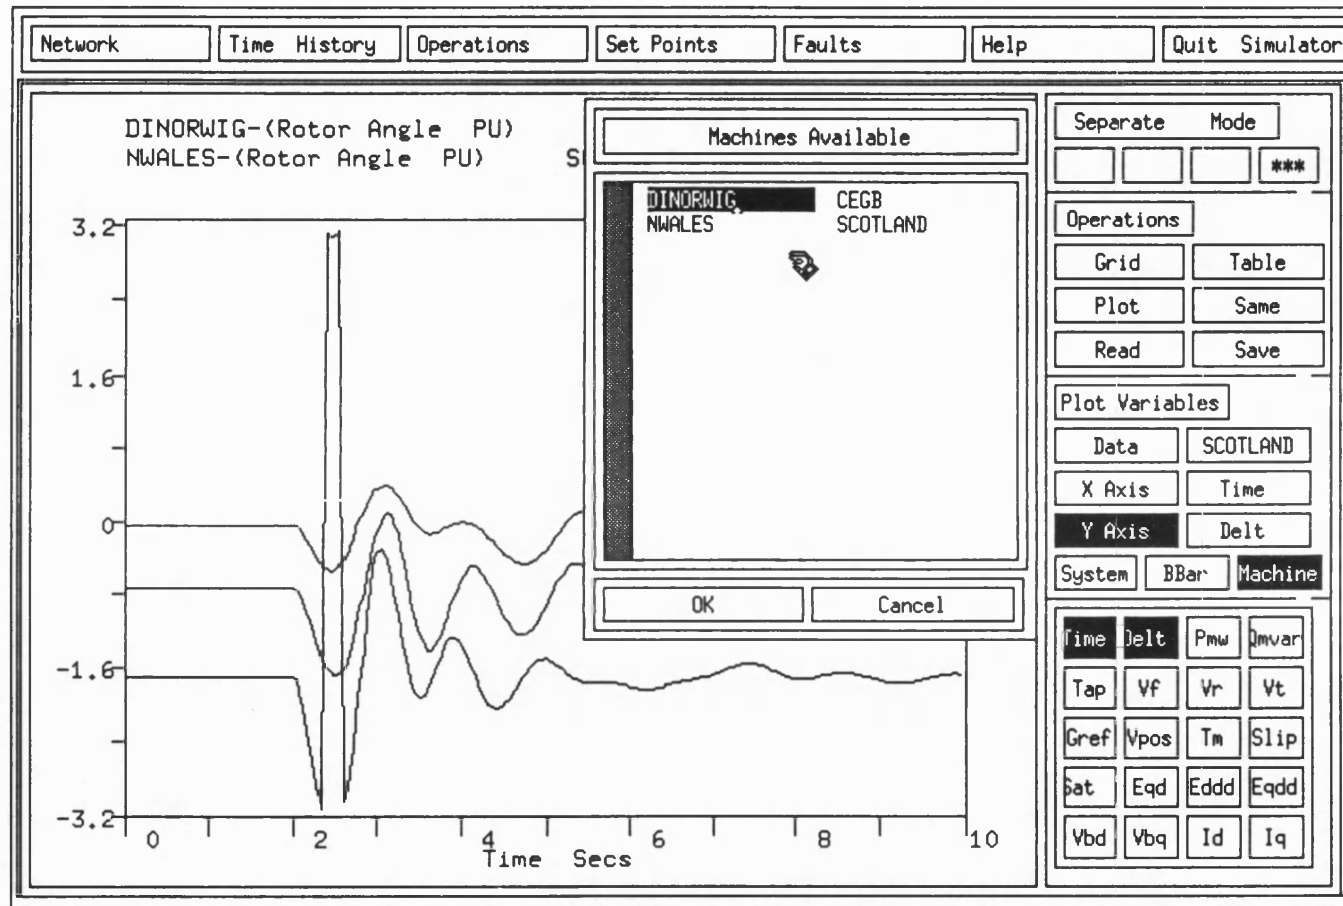 Network Time History Operations Set Points Faults Help Quit Simulator
DINORWIG-(Rotor Angle PU)
NWALES-(Rotor Angle PU)
Machines Available
DINORWIG CEGB
NWALES SCOTLAND
OK Cancel
3.2
1.6
0
-1.6
-3.2
0 2 4 6 8 10
Time Secs
Separate Mode
***
Operations
Grid Table
Plot Same
Read Save
Plot Variables
Data SCOTLAND
X Axis Time
Y Axis Delt
System BBar Machine
Time Delt Pmw Qmvar
Tap Vf Vr Vt
Gref Vpos Tm Slip
Sat Eqd Eddd Eqdd
Vbd Vbq Id Iq